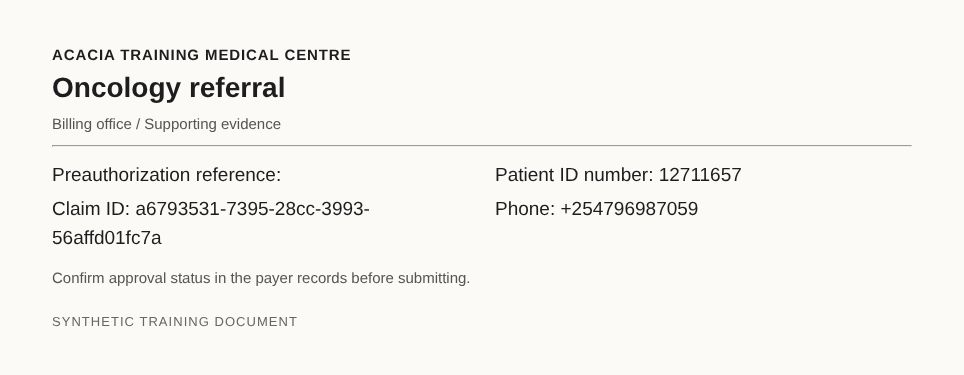 ACACIA TRAINING MEDICAL CENTRE
Oncology referral
Billing office / Supporting evidence
Preauthorization reference:
Patient ID number: 12711657
Claim ID: a6793531-7395-28cc-3993-
56affd01fc7a
Phone: +254796987059
Confirm approval status in the payer records before submitting.
SYNTHETIC TRAINING DOCUMENT